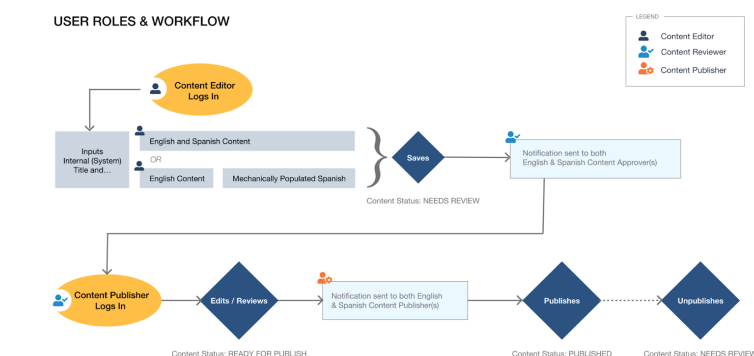 USER ROLES & WORKFLOW
LEGEND
Content Editor
Content Reviewer
Content Publisher
Content Editor
Logs In
Inputs
Internal (System)
Title and...
English and Spanish Content
OR
English Content
Mechanically Populated Spanish
Saves
Content Status: NEEDS REVIEW
Notification sent to both
English & Spanish Content Approver(s)
Content Publisher
Logs In
Edits / Reviews
Content Status: READY FOR PUBLISH
Notification sent to both English
& Spanish Content Publisher(s)
Publishes
Content Status: PUBLISHED
Unpublishes
Content Status: NEEDS REVIEW